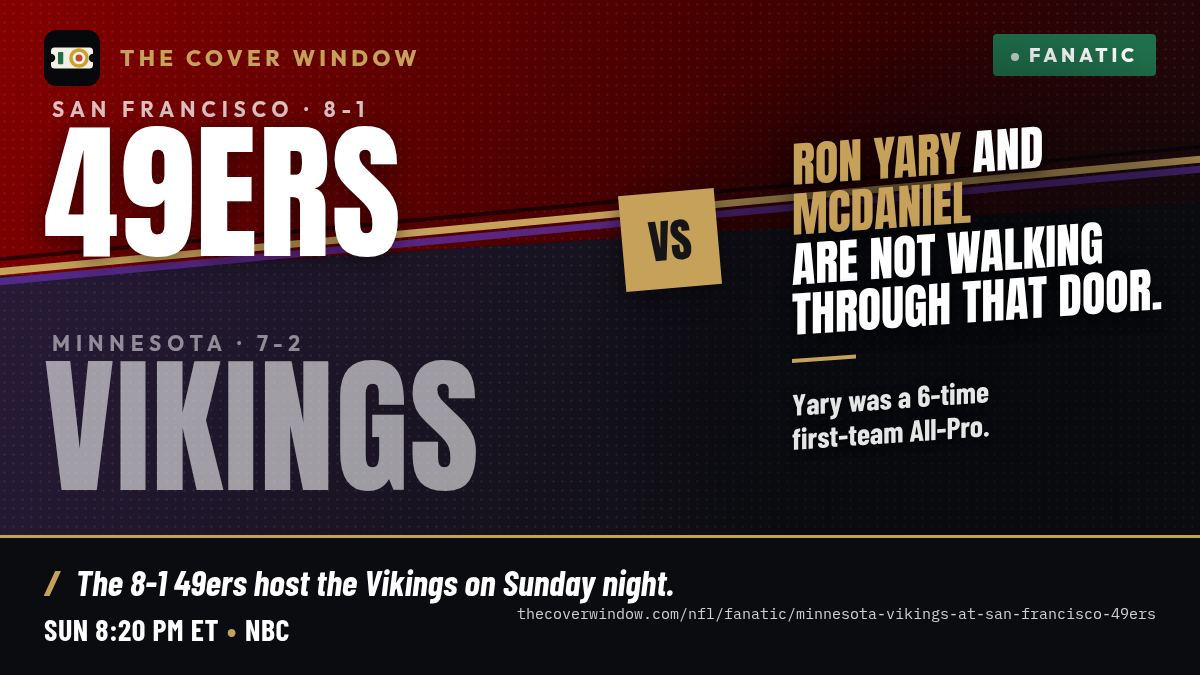 THE COVER WINDOW
FANATIC
SAN FRANCISCO · 8-1
49ERS
VS
MINNESOTA · 7-2
VIKINGS
RON YARY AND
MCDANIEL
ARE NOT WALKING
THROUGH THAT DOOR.
Yary was a 6-time
first-team All-Pro.
/ The 8-1 49ers host the Vikings on Sunday night.
SUN 8:20 PM ET • NBC
thecoverwindow.com/nfl/fanatic/minnesota-vikings-at-san-francisco-49ers